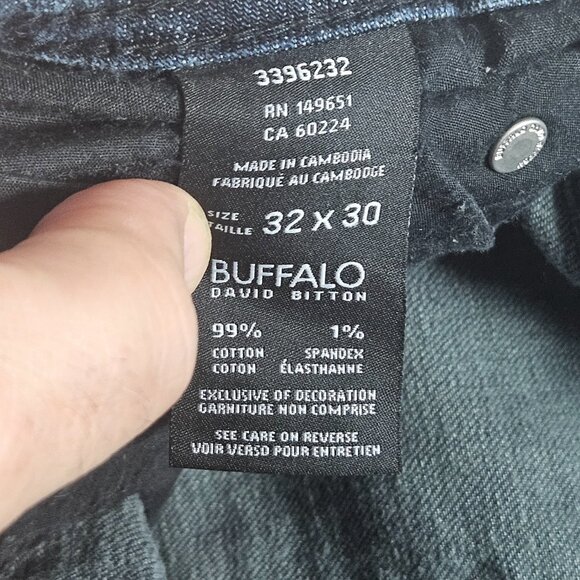 3396232
RN 149651
CA 60224
MADE IN CAMBODIA
FABRIQUÉ AU CAMBODGE
SIZE
TAILLE 32 X 30
BUFFALO
DAVID BITTON
99% 1%
COTTON SPANDEX
COTON ÉLASTHANNE
EXCLUSIVE OF DECORATION
GARNITURE NON COMPRISE
SEE CARE ON REVERSE
VOIR VERSO POUR ENTRETIEN